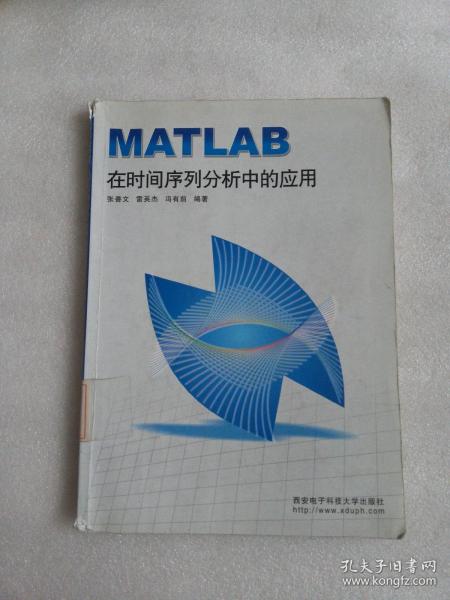 MATLAB
在时间序列分析中的应用
张善文 雷英杰 冯有前 编著
西安电子科技大学出版社
http://www.xduph.com
孔夫子旧书网
www.kongfz.com